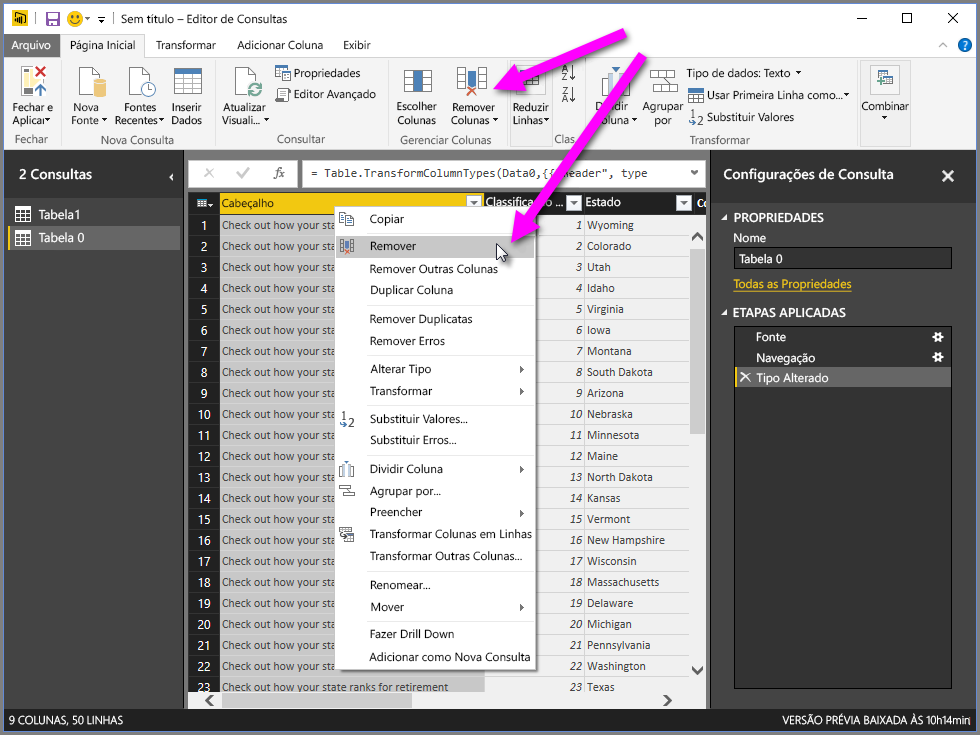 Sem título – Editor de Consultas
Arquivo Página Inicial Transformar Adicionar Coluna Exibir
Fechar e Aplicar
Nova Fonte
Fontes Recentes
Inserir Dados
Atualizar Visuali...
Propriedades
Editor Avançado
Escolher Colunas
Remover Colunas
Reduzir Linhas
Coluna
Agrupar por
Tipo de dados: Texto
Usar Primeira Linha como...
Substituir Valores
Combinar
Fechar
Nova Consulta
Consultar
Gerenciar Colunas
Clas
Transformar
2 Consultas
Tabela1
Tabela 0
fx
= Table.TransformColumnTypes(Data0,{{ type
Cabeçalho Estado
1 Check out how your sta 1 Wyoming
2 Check out how your sta 2 Colorado
3 Check out how your sta 3 Utah
4 Check out how your sta 4 Idaho
5 Check out how your sta 5 Virginia
6 Check out how your sta 6 Iowa
7 Check out how your sta 7 Montana
8 Check out how your sta 8 South Dakota
9 Check out how your sta 9 Arizona
10 Check out how your sta 10 Nebraska
11 Check out how your sta 11 Minnesota
12 Check out how your sta 12 Maine
13 Check out how your sta 13 North Dakota
14 Check out how your sta 14 Kansas
15 Check out how your sta 15 Vermont
16 Check out how your sta 16 New Hampshire
17 Check out how your sta 17 Wisconsin
18 Check out how your sta 18 Massachusetts
19 Check out how your sta 19 Delaware
20 Check out how your sta 20 Michigan
21 Check out how your sta 21 Pennsylvania
22 Check out how your sta 22 Washington
23 Check out how your state ranks for retirement 23 Texas
Copiar
Remover
Remover Outras Colunas
Duplicar Coluna
Remover Duplicatas
Remover Erros
Alterar Tipo
Transformar
Substituir Valores...
Substituir Erros...
Dividir Coluna
Agrupar por...
Preencher
Transformar Colunas em Linhas
Transformar Outras Colunas...
Renomear...
Mover
Fazer Drill Down
Adicionar como Nova Consulta
Configurações de Consulta
PROPRIEDADES
Nome
Tabela 0
Todas as Propriedades
ETAPAS APLICADAS
Fonte
Navegação
Tipo Alterado
9 COLUNAS, 50 LINHAS
VERSÃO PRÉVIA BAIXADA ÀS 10h14min